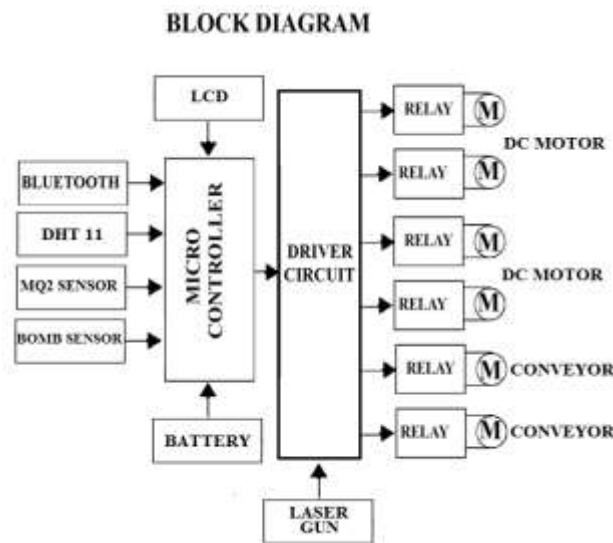 BLOCK DIAGRAM
LCD
BLUETOOTH
DHT 11
MQ2 SENSOR
BOMB SENSOR
MICRO
CONTROLLER
BATTERY
DRIVER
CIRCUIT
LASER
GUN
RELAY
M
DC MOTOR
RELAY
M
RELAY
M
DC MOTOR
RELAY
M
RELAY
M
CONVEYOR
RELAY
M
CONVEYOR